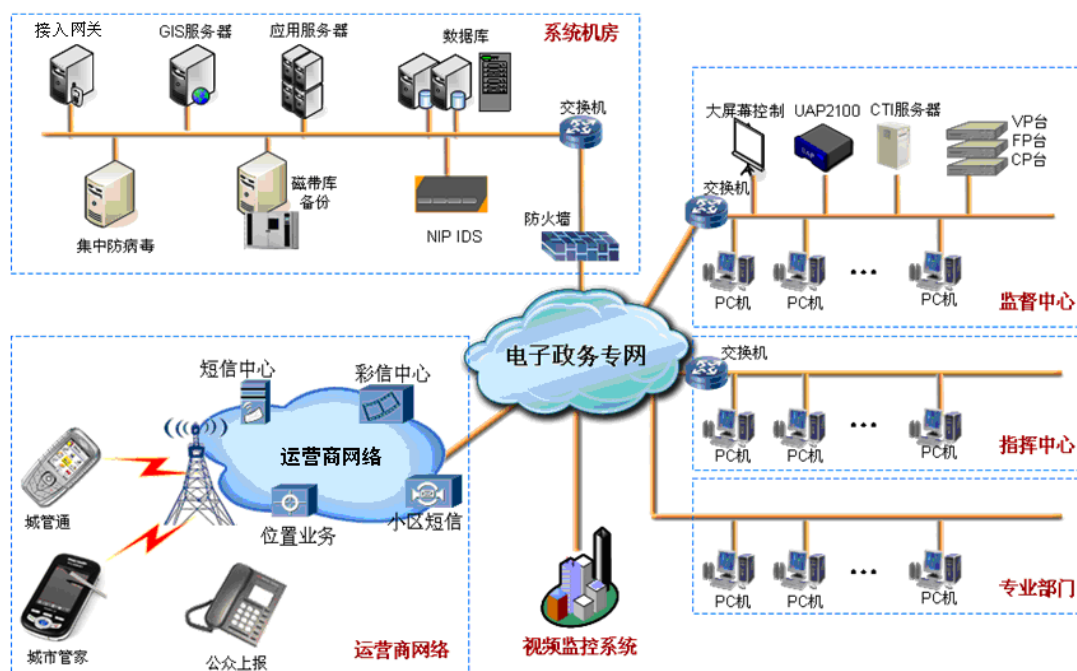 接入网关
GIS服务器
应用服务器
数据库
系统机房
交换机
集中防病毒
磁带库
备份
NIP IDS
防火墙
大屏幕控制
UAP2100
CTI服务器
VP台
FP台
CP台
交换机
PC机
PC机
...
PC机
监督中心
电子政务专网
交换机
PC机
PC机
...
PC机
指挥中心
PC机
PC机
...
PC机
专业部门
短信中心
彩信中心
运营商网络
位置业务
小区短信
城管通
城市管家
公众上报
运营商网络
视频监控系统